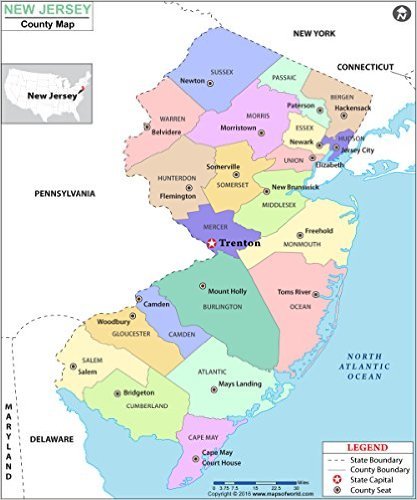 NEW JERSEY
County Map
NEW YORK
CONNECTICUT
New Jersey
SUSSEX
Newton
PASSAIC
Paterson
BERGEN
Hackensack
WARREN
Belvidere
MORRIS
Morristown
ESSEX
Newark
HUDSON
Jersey City
UNION
Elizabeth
HUNTERDON
Flemington
Somerville
SOMERSET
New Brunswick
MIDDLESEX
PENNSYLVANIA
MERCER
Trenton
Freehold
MONMOUTH
Mount Holly
BURLINGTON
Toms River
OCEAN
Camden
Woodbury
GLOUCESTER
CAMDEN
NORTH
ATLANTIC
OCEAN
SALEM
Salem
ATLANTIC
Mays Landing
Bridgeton
CUMBERLAND
MARYLAND
DELAWARE
CAPE MAY
Cape May
Court House
LEGEND
State Boundary
County Boundary
State Capital
County Seat
0 3.75 7.5 15 22.5 30
Miles
Copyright © 2016 www.mapsofworld.com